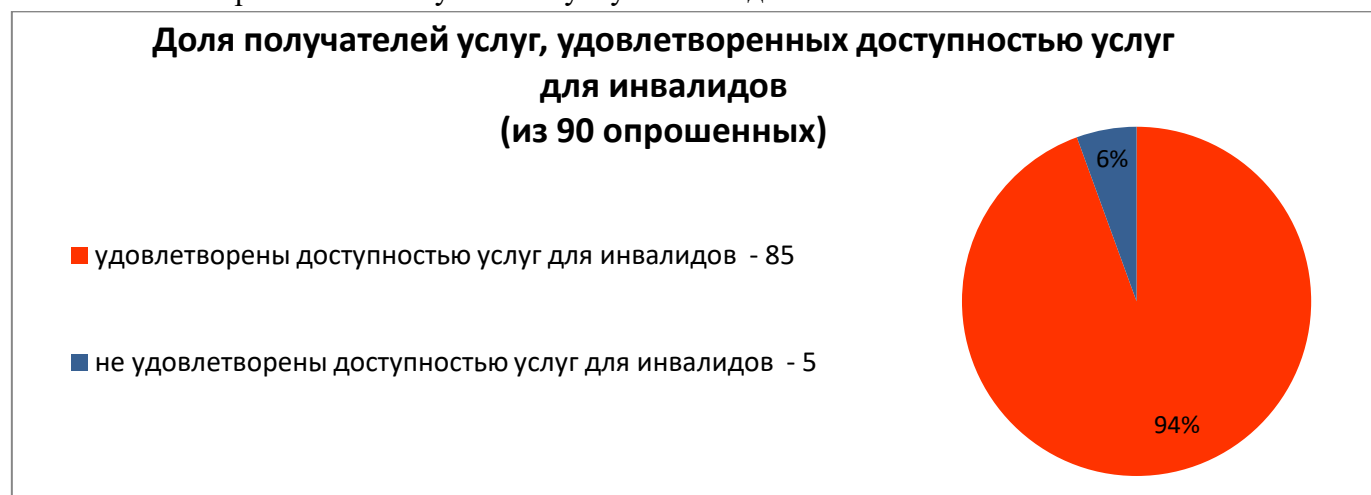 Доля получателей услуг, удовлетворенных доступностью услуг
для инвалидов
(из 90 опрошенных)
6%
удовлетворены доступностью услуг для инвалидов - 85
не удовлетворены доступностью услуг для инвалидов - 5
94%